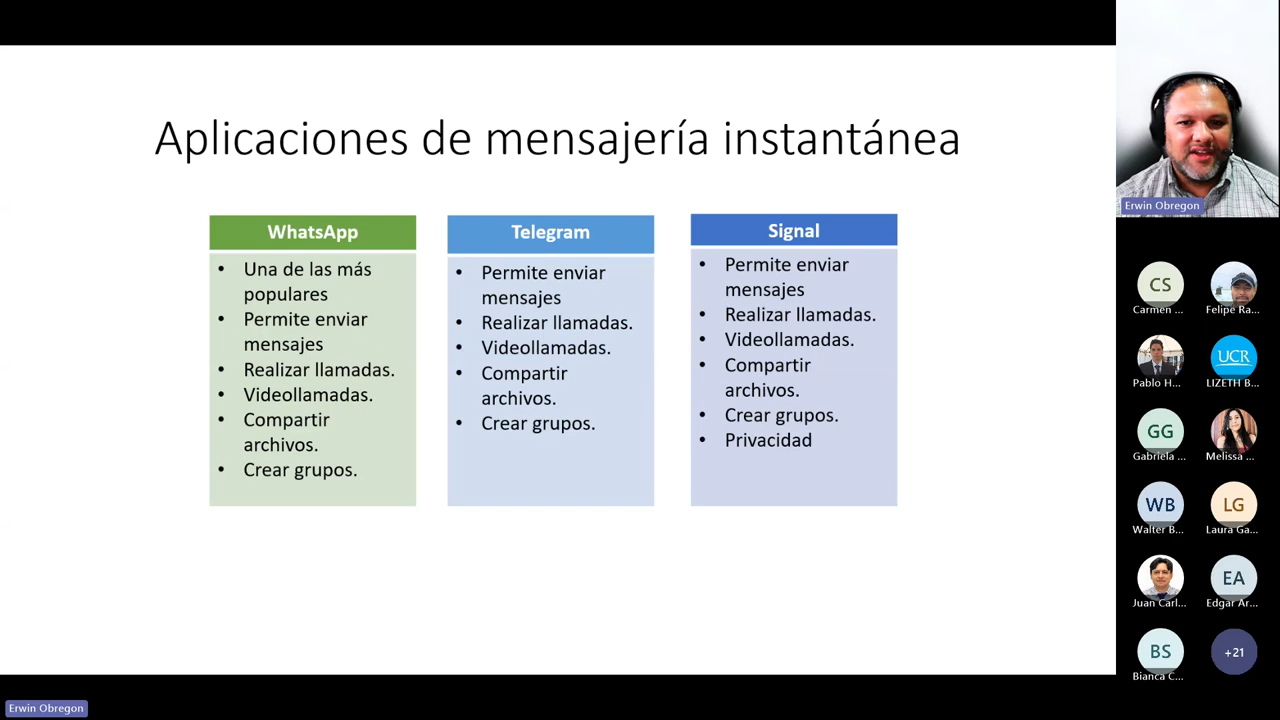 Aplicaciones de mensajería instantánea
WhatsApp
• Una de las más
populares
• Permite enviar
mensajes
• Realizar llamadas.
• Videollamadas.
• Compartir
archivos.
• Crear grupos.
Telegram
• Permite enviar
mensajes
• Realizar llamadas.
• Videollamadas.
• Compartir
archivos.
• Crear grupos.
Signal
• Permite enviar
mensajes
• Realizar llamadas.
• Videollamadas.
• Compartir
archivos.
• Crear grupos.
• Privacidad
Erwin Obregon
CS
Carmen ...
Felipe Ra...
Pablo H...
UCR
LIZETH B...
GG
Gabriela ...
Melissa ...
WB
Walter B...
LG
Laura Ga...
Juan Carl...
EA
Edgar Ar...
BS
Bianca C...
+21
Erwin Obregon